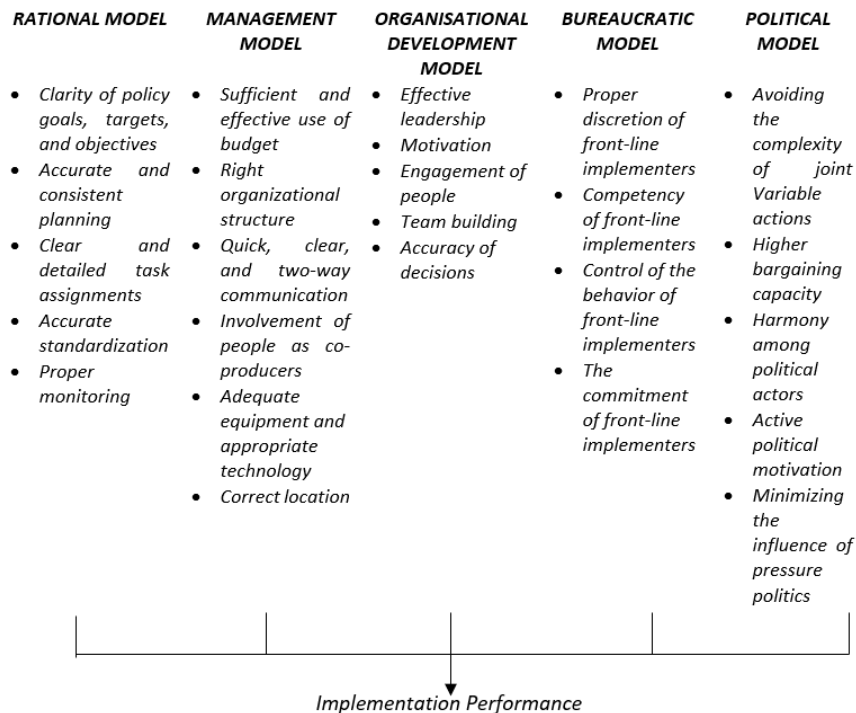 RATIONAL MODEL
• Clarity of policy
goals, targets,
and objectives
• Accurate and
consistent
planning
• Clear and
detailed task
assignments
• Accurate
standardization
• Proper
monitoring
MANAGEMENT
MODEL
• Sufficient and
effective use of
budget
• Right
organizational
structure
• Quick, clear,
and two-way
communication
• Involvement of
people as co-
producers
• Adequate
equipment and
appropriate
technology
• Correct location
ORGANISATIONAL
DEVELOPMENT
MODEL
• Effective
leadership
• Motivation
• Engagement of
people
• Team building
• Accuracy of
decisions
BUREAUCRATIC
MODEL
• Proper
discretion of
front-line
implementers
• Competency
of front-line
implementers
• Control of the
behavior of
front-line
implementers
• The
commitment
of front-line
implementers
POLITICAL
MODEL
• Avoiding
the
complexity
of joint
Variable
actions
• Higher
bargaining
capacity
• Harmony
among
political
actors
• Active
political
motivation
• Minimizing
the
influence of
pressure
politics
Implementation Performance